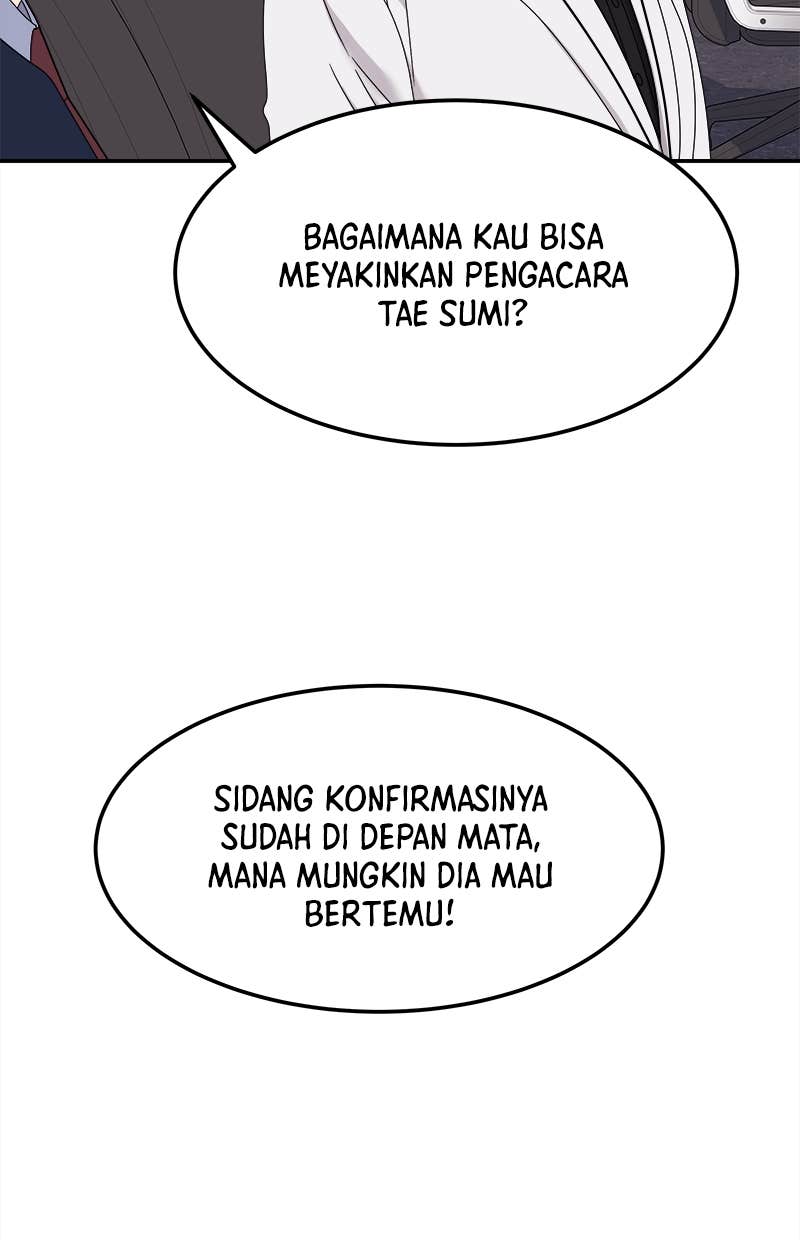 BAGAIMANA KAU BISA
MEYAKINKAN PENGACARA
TAE SUMI?
SIDANG KONFIRMASINYA
SUDAH DI DEPAN MATA,
MANA MUNGKIN DIA MAU
BERTEMU!